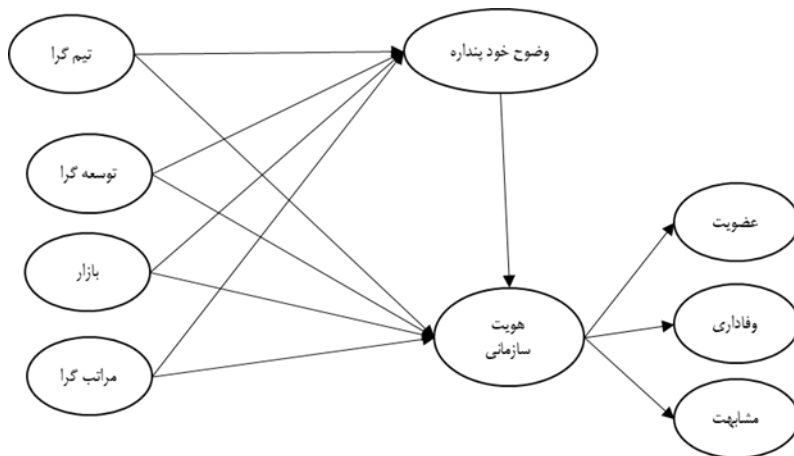 تیم گرا
وضوح خود پنداره
توسعه گرا
عضویت
بازار
هویت
سازمانی
وفاداری
مراتب گرا
مشابهت